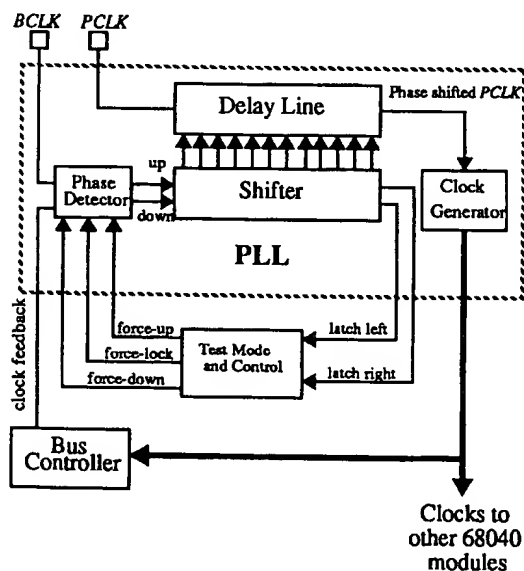 BCLK
PCLK
Delay Line
Phase shifted PCLK
up
Phase
Detector
down
Shifter
Clock
Generator
PLL
force-up
force-lock
force-down
Test Mode
and Control
latch left
latch right
clock feedback
Bus
Controller
Clocks to
other 68040
modules